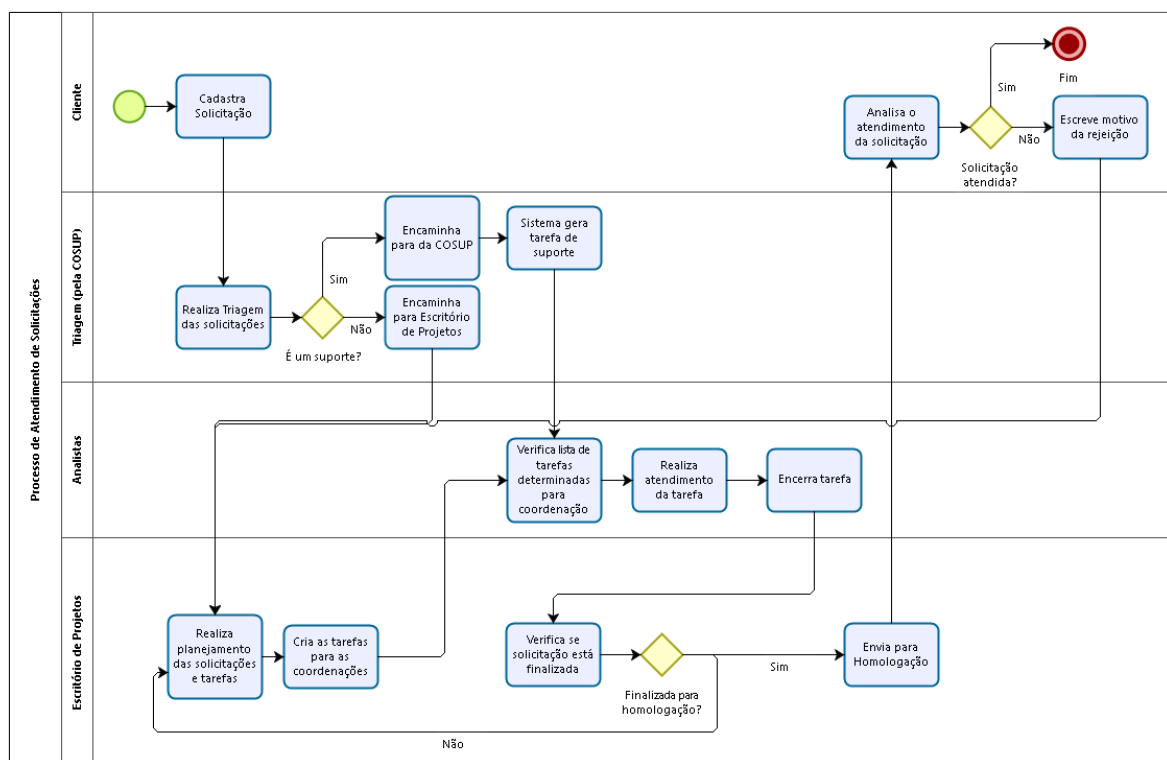 Processo de Atendimento de Solicitações
Cliente
Cadastra
Solicitação
Analisa o
atendimento
da solicitação
Sim
Fim
Não
Solicitação
atendida?
Escreve motivo
da rejeição
Triagem (pela COSUP)
Realiza Triagem
das solicitações
Sim
Não
É um suporte?
Encaminha
para da COSUP
Sistema gera
tarefa de
suporte
Encaminha
para Escritório
de Projetos
Analistas
Verifica lista de
tarefas
determinadas
para
coordenação
Realiza
atendimento
da tarefa
Encerra tarefa
Escritório de Projetos
Realiza
planejamento
das solicitações
e tarefas
Cria as tarefas
para as
coordenações
Verifica se
solicitação está
finalizada
Finalizada para
homologação?
Sim
Envia para
Homologação
Não